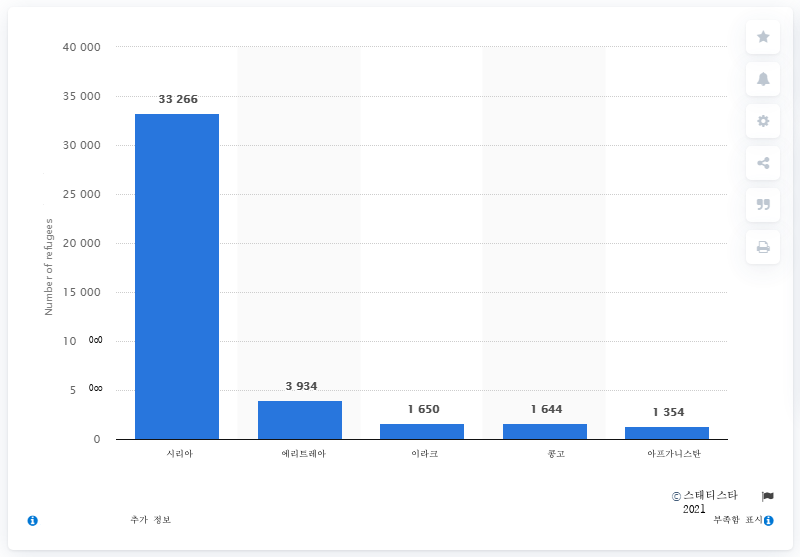 40 000
35 000
33 266
30 000
25 000
20 000
15 000
10
5
0
Number of refugees
3 934
1 650
1 644
1 354
시리아
에리트레아
이라크
콩고
아프가니스탄
© 스태티스타
2021
추가 정보
부족함 표시